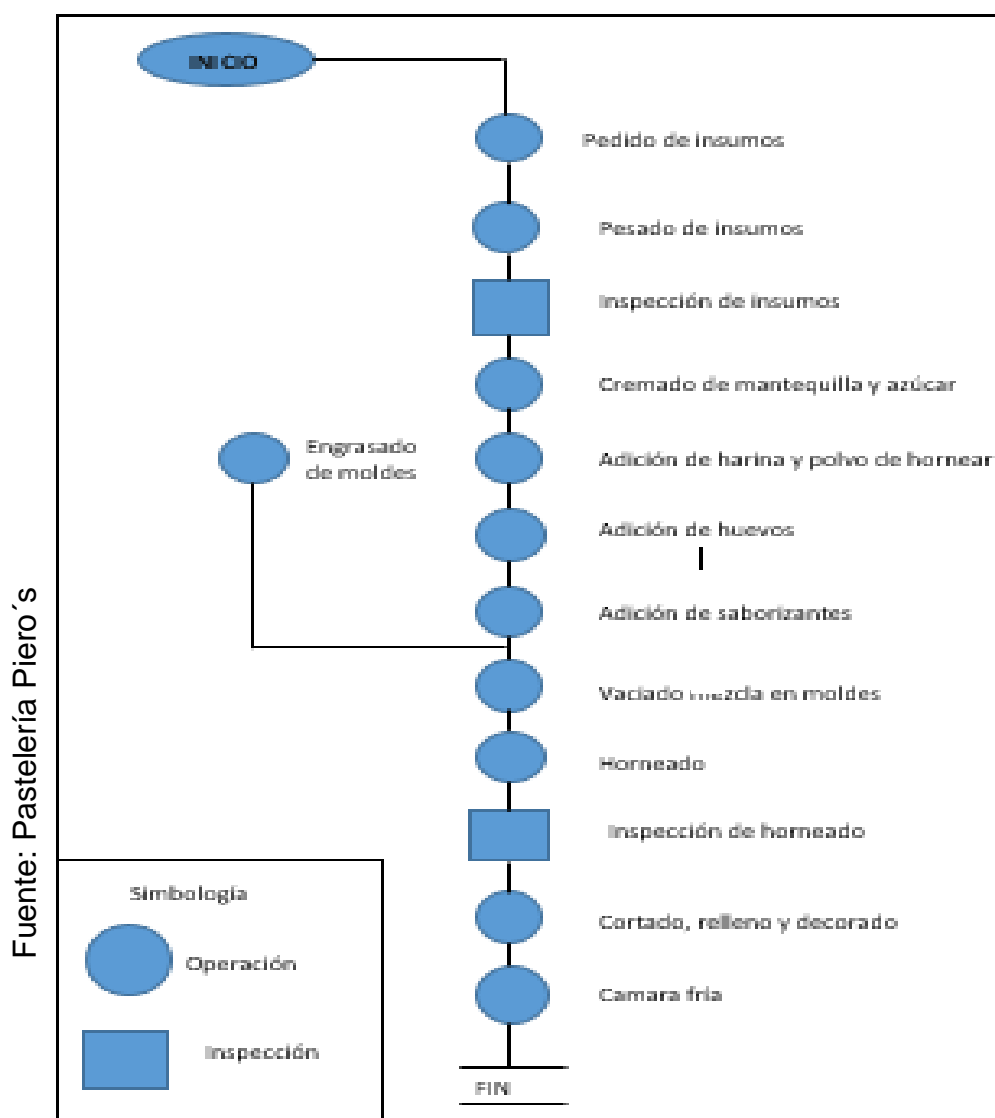 INICIO
Pedido de insumos
Pesado de insumos
Inspección de insumos
Cremado de mantequilla y azúcar
Engrasado
de moldes
Adición de harina y polvo de hornear
Adición de huevos
Adición de saborizantes
Vaciado mezcla en moldes
Horneado
Inspección de horneado
Cortado, relleno y decorado
Camara fría
FIN
Simbología
Operación
Inspección
Fuente: Pastelería Piero´s